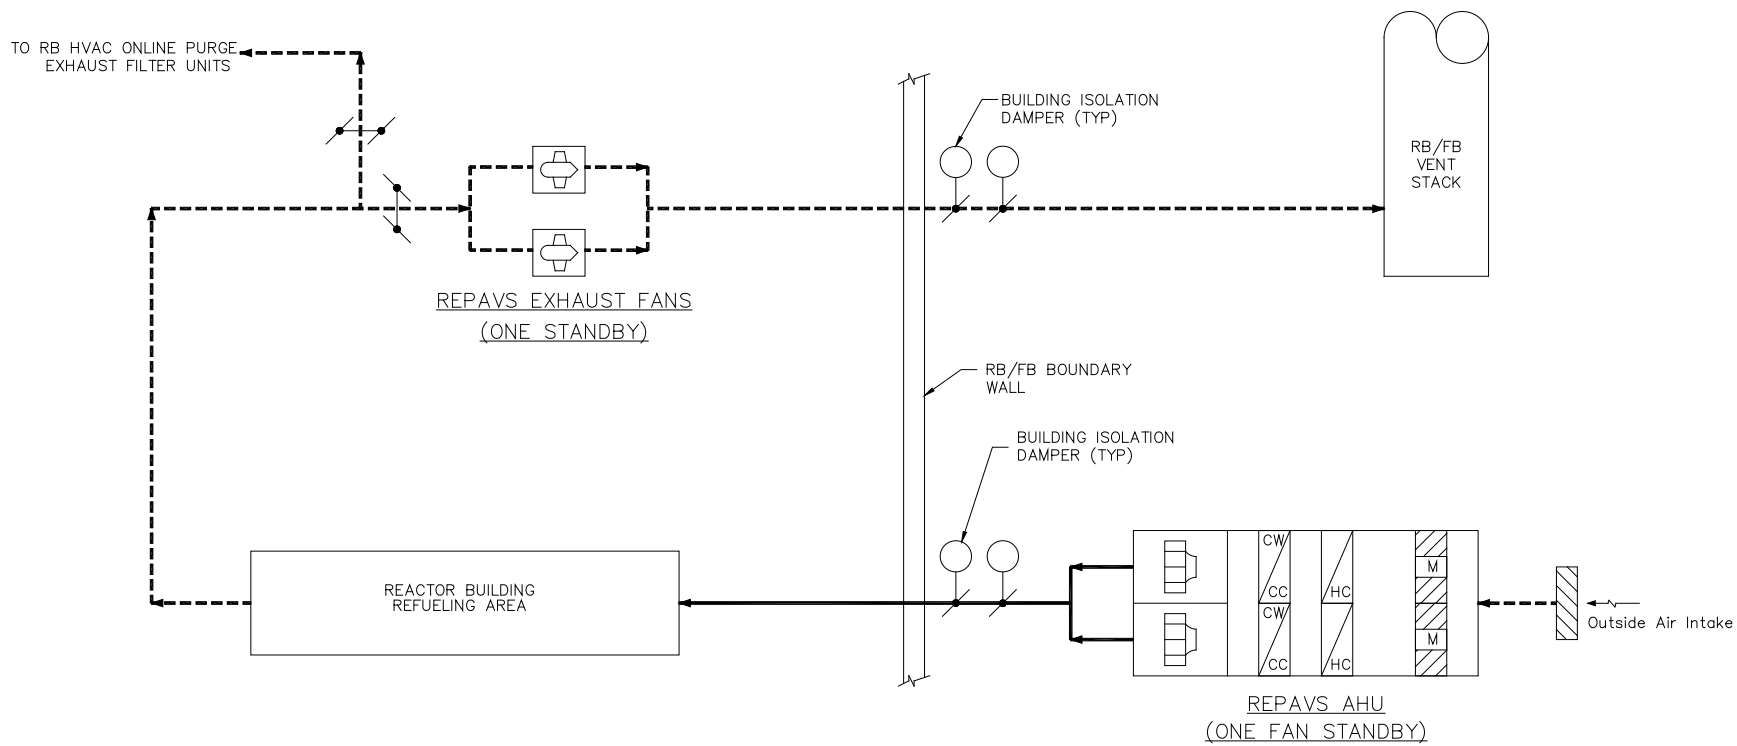 TO RB HVAC ONLINE PURGE
EXHAUST FILTER UNITS
BUILDING ISOLATION
DAMPER (TYP)
RB/FB
VENT
STACK
REPAVS EXHAUST FANS
(ONE STANDBY)
RB/FB BOUNDARY
WALL
BUILDING ISOLATION
DAMPER (TYP)
REACTOR BUILDING
REFUELING AREA
CW
CC
HC
M
CW
CC
HC
M
Outside Air Intake
REPAVS AHU
(ONE FAN STANDBY)